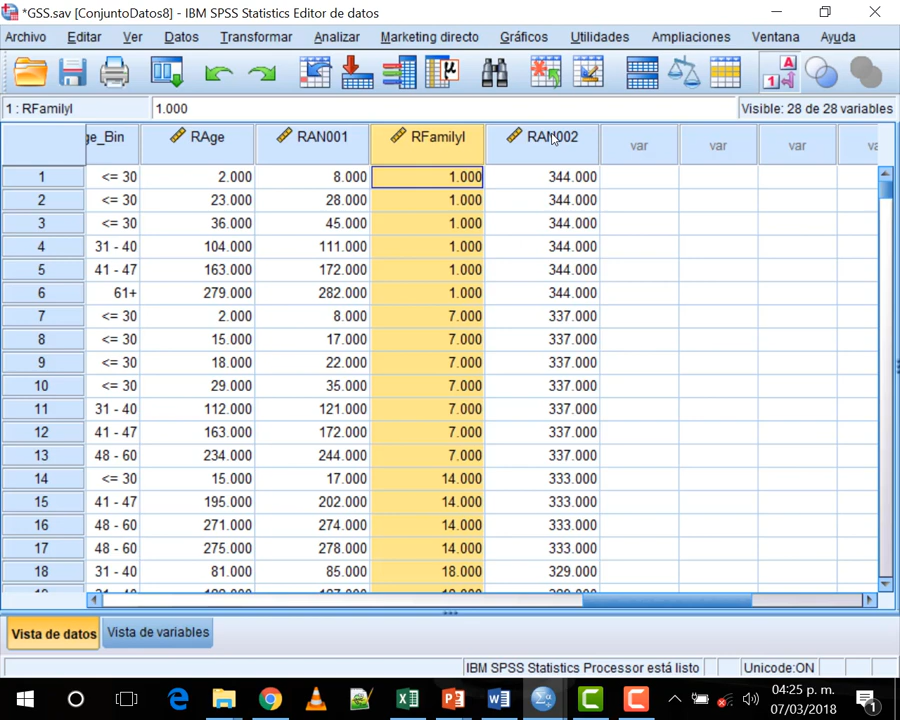 *GSS.sav [ConjuntoDatos8] - IBM SPSS Statistics Editor de datos
Archivo Editar Ver Datos Transformar Analizar Marketing directo Gráficos Utilidades Ampliaciones Ventana Ayuda
1 : RFamilyI 1.000 Visible: 28 de 28 variables
ge_Bin RAge RAN001 RFamilyI RAN002 var var var va
1 <= 30 2.000 8.000 1.000 344.000
2 <= 30 23.000 28.000 1.000 344.000
3 <= 30 36.000 45.000 1.000 344.000
4 31 - 40 104.000 111.000 1.000 344.000
5 41 - 47 163.000 172.000 1.000 344.000
6 61+ 279.000 282.000 1.000 344.000
7 <= 30 2.000 8.000 7.000 337.000
8 <= 30 15.000 17.000 7.000 337.000
9 <= 30 18.000 22.000 7.000 337.000
10 <= 30 29.000 35.000 7.000 337.000
11 31 - 40 112.000 121.000 7.000 337.000
12 41 - 47 163.000 172.000 7.000 337.000
13 48 - 60 234.000 244.000 7.000 337.000
14 <= 30 15.000 17.000 14.000 333.000
15 41 - 47 195.000 202.000 14.000 333.000
16 48 - 60 271.000 274.000 14.000 333.000
17 48 - 60 275.000 278.000 14.000 333.000
18 31 - 40 81.000 85.000 18.000 329.000
Vista de datos Vista de variables
IBM SPSS Statistics Processor está listo Unicode:ON
04:25 p. m.
07/03/2018
1